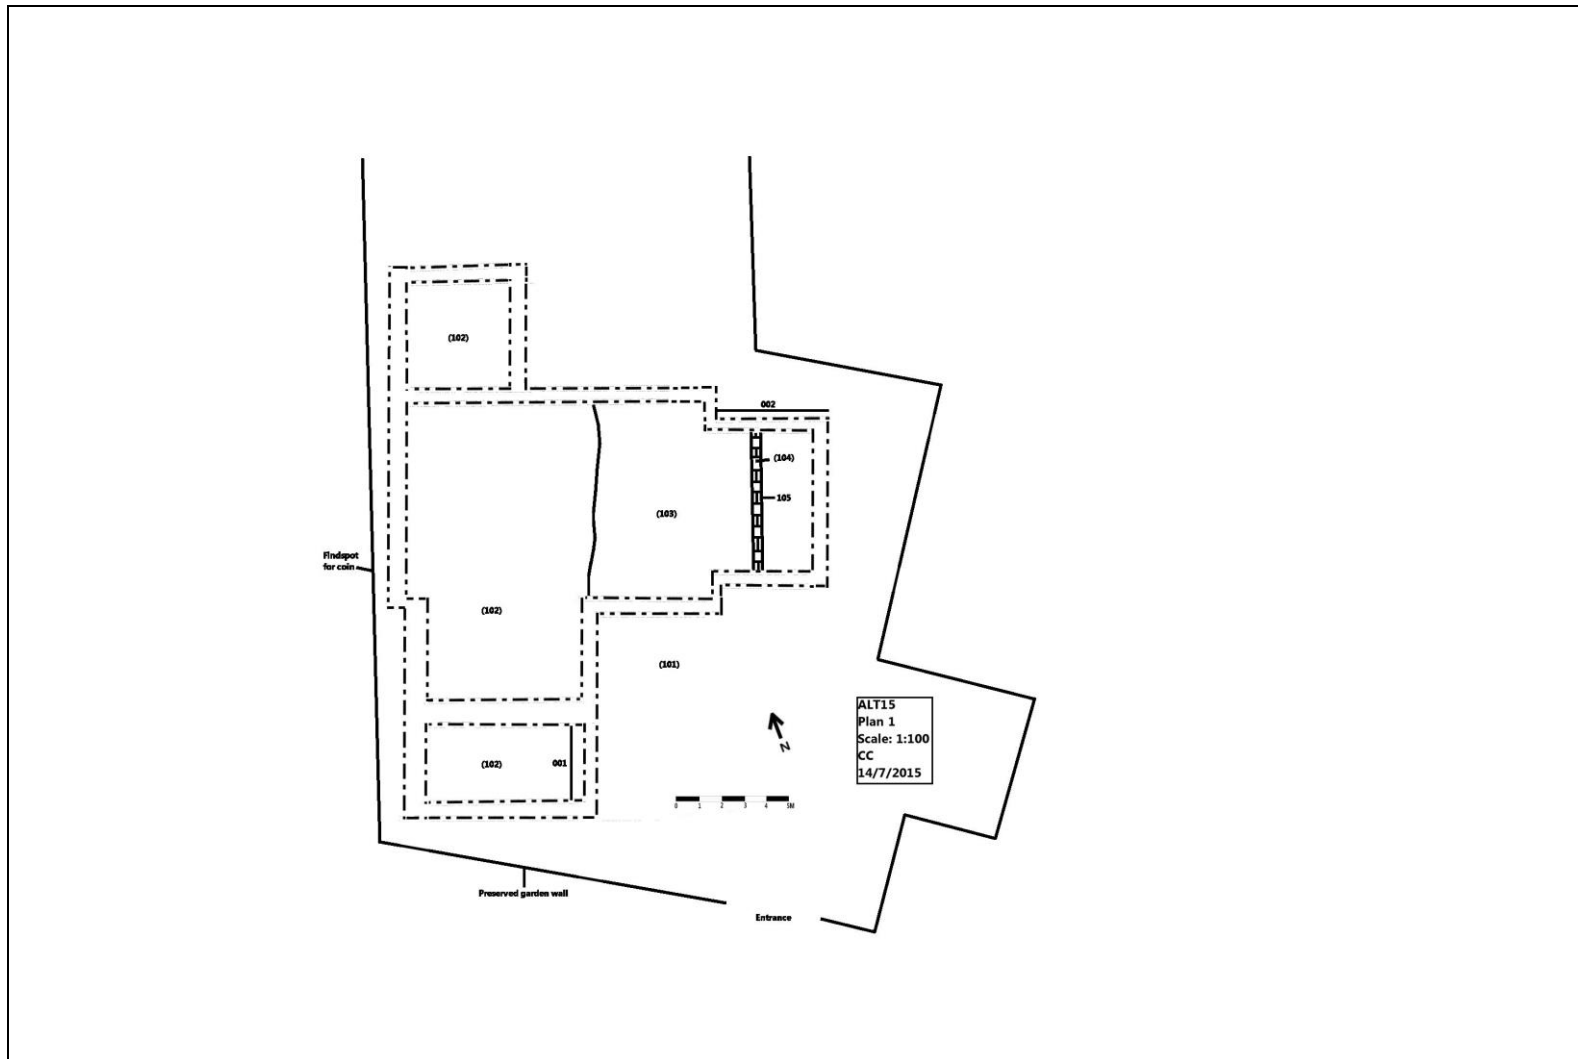 (102)
002
(104)
105
(103)
Findspot
for coin
(102)
(101)
N
ALT15
Plan 1
Scale: 1:100
CC
14/7/2015
(102)
001
0 1 2 3 4 5M
Preserved garden wall
Entrance